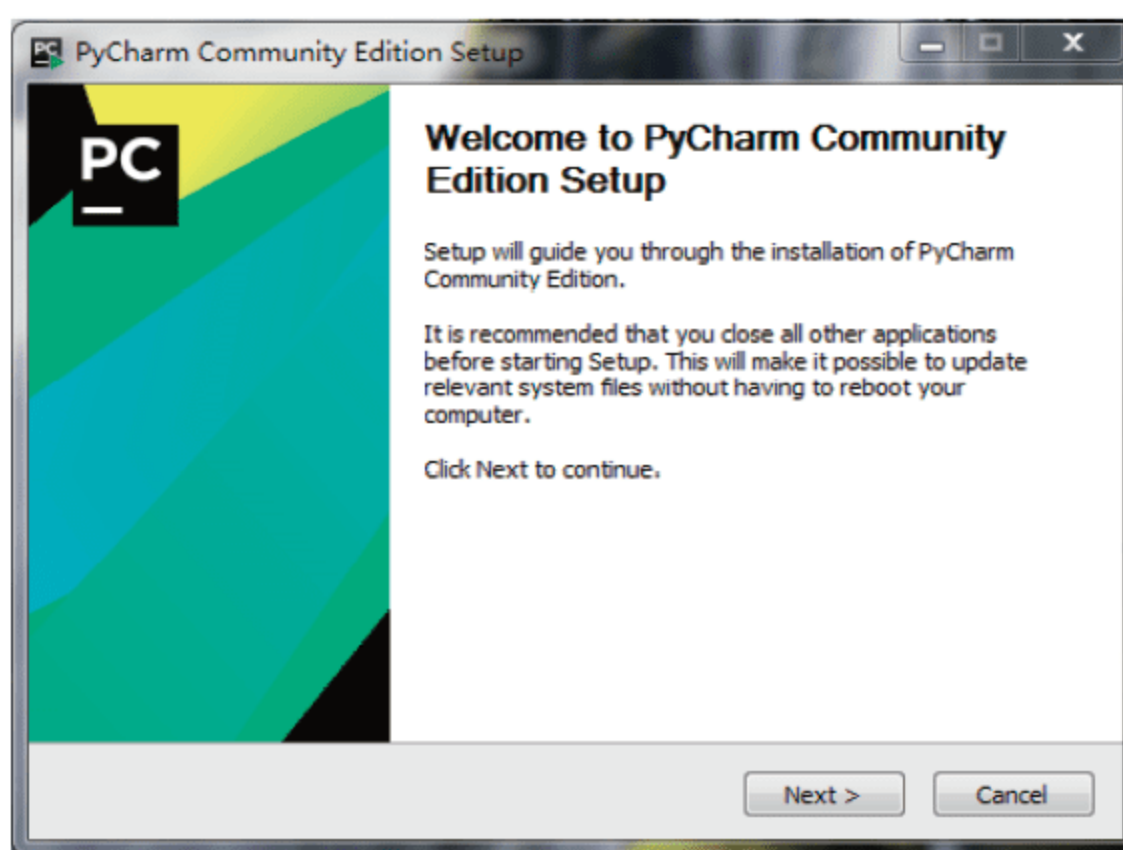 PyCharm Community Edition Setup
PC
Welcome to PyCharm Community
Edition Setup
Setup will guide you through the installation of PyCharm
Community Edition.
It is recommended that you close all other applications
before starting Setup. This will make it possible to update
relevant system files without having to reboot your
computer.
Click Next to continue.
Next >
Cancel